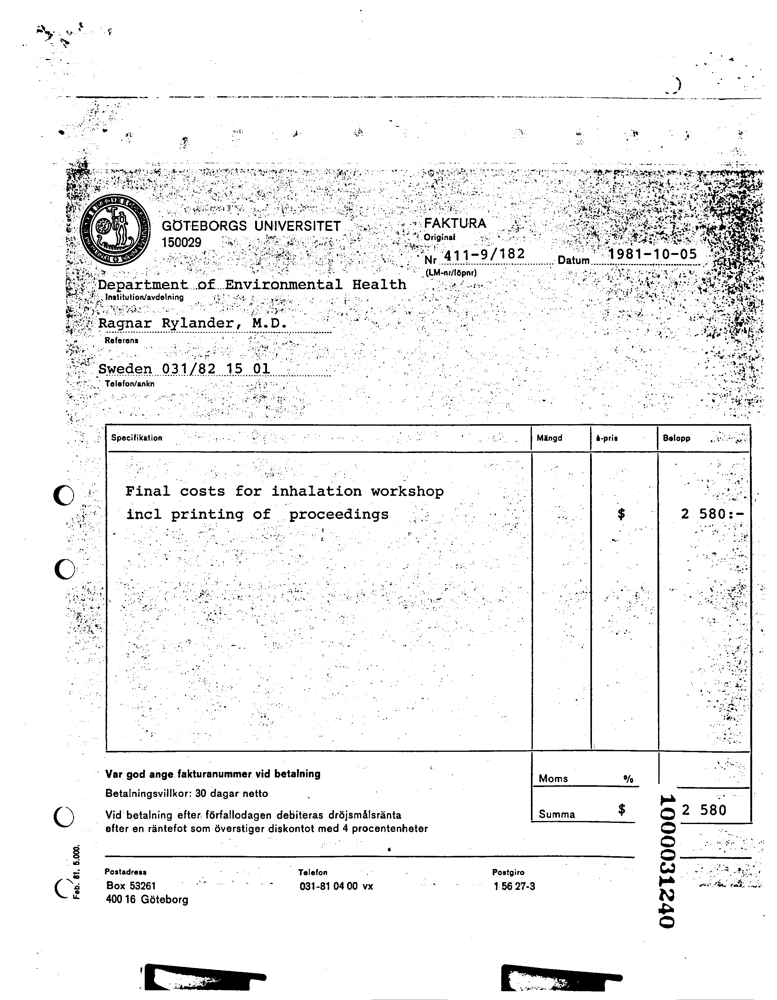 GÖTEBORGS UNIVERSITET
150029
FAKTURA
Original
Nr 411-9/182 Datum 1981-10-05
(LM-nr/löpnr)
Department of Environmental Health
Institution/avdelning
Ragnar Rylander, M.D.
Referens
Sweden 031/82 15 01
Telefon/ankn
Specifikation Mängd à-pris Belopp
Final costs for inhalation workshop
incl printing of proceedings $ 2 580:-
Var god ange fakturanummer vid betalning
Betalningsvillkor: 30 dagar netto
Vid betalning efter förfallodagen debiteras dröjsmålsränta
efter en räntefot som överstiger diskontot med 4 procentenheter
Moms %
Summa $ 2 580
1000031240
Feb. 81. 5.000.
Postadress Telefon Postgiro
Box 53261 031-81 04 00 vx 1 56 27-3
400 16 Göteborg